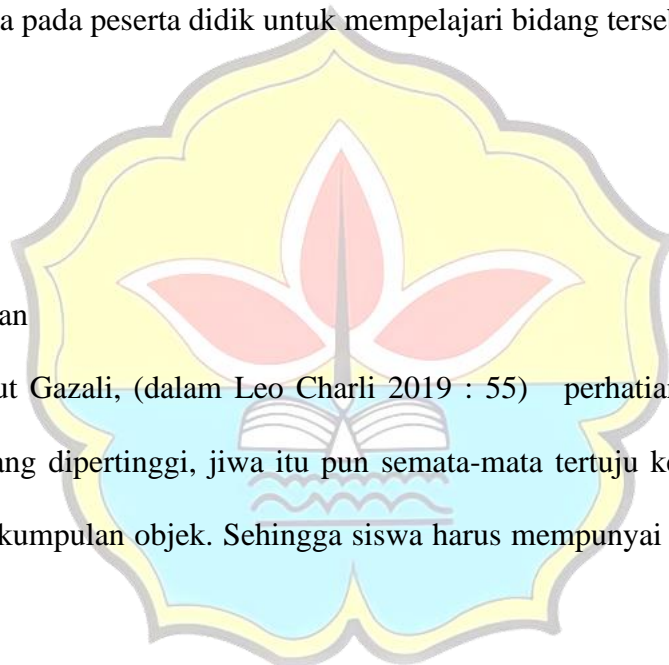 a pada peserta didik untuk mempelajari bidang terse
an
ut Gazali, (dalam Leo Charli 2019 : 55) perhatian
ang dipertinggi, jiwa itu pun semata-mata tertuju ke
kumpulan objek. Sehingga siswa harus mempunyai